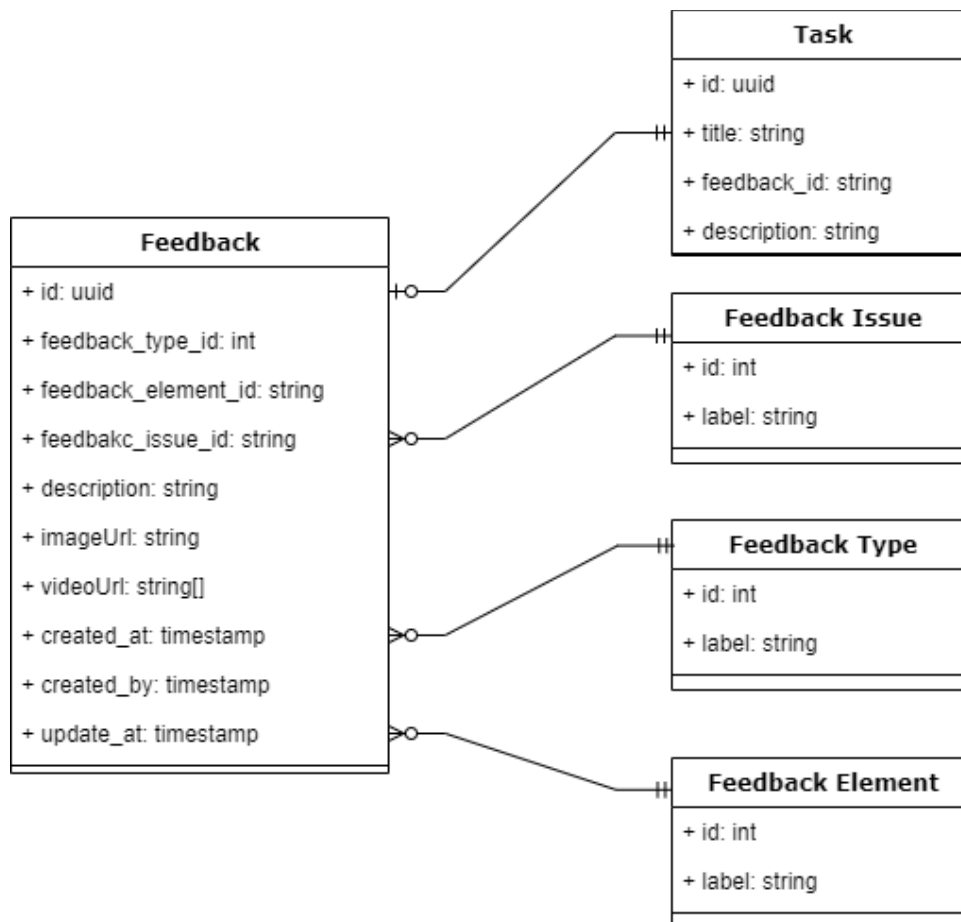 Task
+ id: uuid
+ title: string
+ feedback_id: string
+ description: string
Feedback
+ id: uuid
+ feedback_type_id: int
+ feedback_element_id: string
+ feedbakc_issue_id: string
+ description: string
+ imageUrl: string
+ videoUrl: string[]
+ created_at: timestamp
+ created_by: timestamp
+ update_at: timestamp
Feedback Issue
+ id: int
+ label: string
Feedback Type
+ id: int
+ label: string
Feedback Element
+ id: int
+ label: string